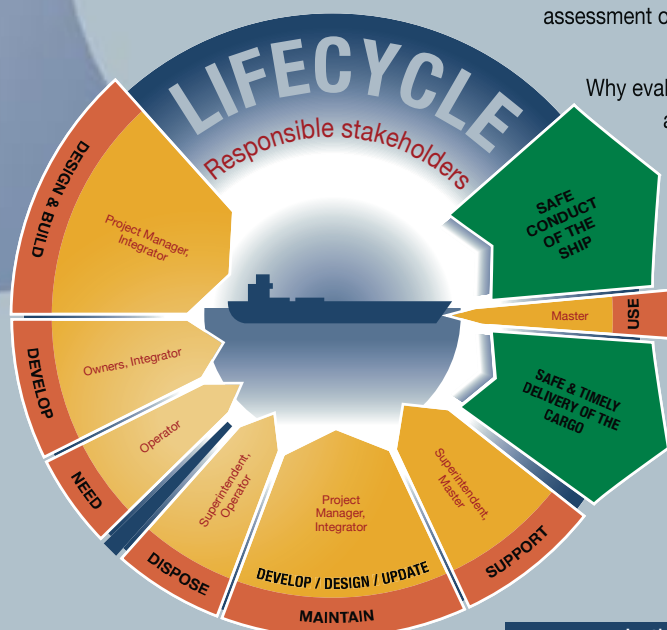 assessment o
Why eval
a
LIFECYCLE
Responsible stakeholders
DESIGN & BUILD
Project Manager,
Integrator
DEVELOP
Owners, Integrator
NEED
Operator
DISPOSE
Superintendent,
Operator
Project
Manager,
Integrator
DEVELOP / DESIGN / UPDATE
MAINTAIN
Superintendent,
Master
SUPPORT
SAFE
CONDUCT
OF THE
SHIP
Master
USE
SAFE & TIMELY
DELIVERY OF THE
CARGO